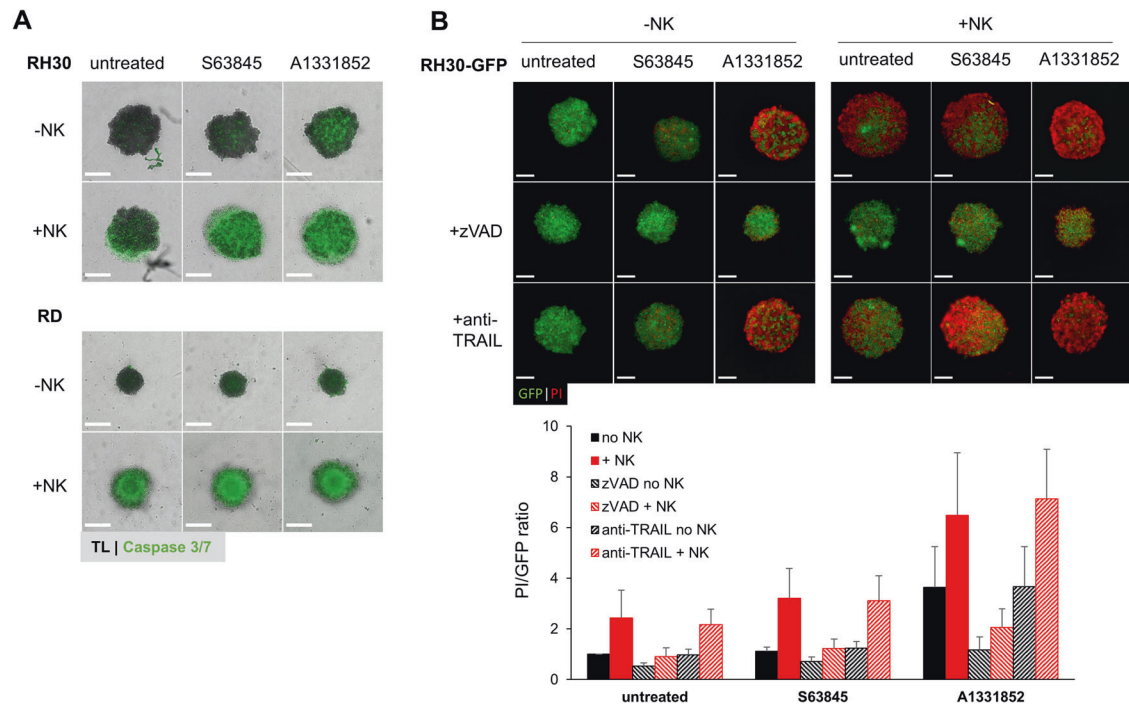 A
RH30 untreated S63845 A1331852
-NK
+NK
RD
-NK
+NK
TL | Caspase 3/7
B
-NK +NK
RH30-GFP untreated S63845 A1331852 untreated S63845 A1331852
+zVAD
+anti-
TRAIL
GFP|PI
10
8
6
4
2
0
PI/GFP ratio
no NK
+ NK
zVAD no NK
zVAD + NK
anti-TRAIL no NK
anti-TRAIL + NK
untreated S63845 A1331852